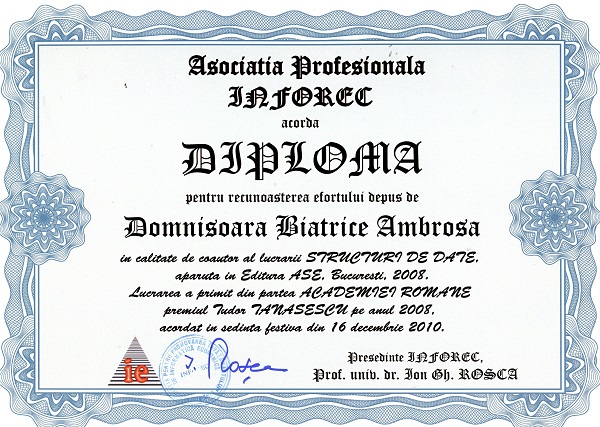 Asociatia Profesionala
INFOREC
acorda
DIPLOMA
pentru recunoasterea efortului depus de
Domnisoara Biatrice Ambrosa
in calitate de coautor al lucrarii STRUCTURI DE DATE,
aparuta in Editura ASE, Bucuresti, 2008.
Lucrarea a primit din partea ACADEMIEI ROMANE
premiul Tudor TANASESCU pe anul 2008,
acordat in sedinta festiva din 16 decembrie 2010.
Presedinte INFOREC,
Prof. univ. dr. Ion Gh. ROSCA
ie
I. Rosca